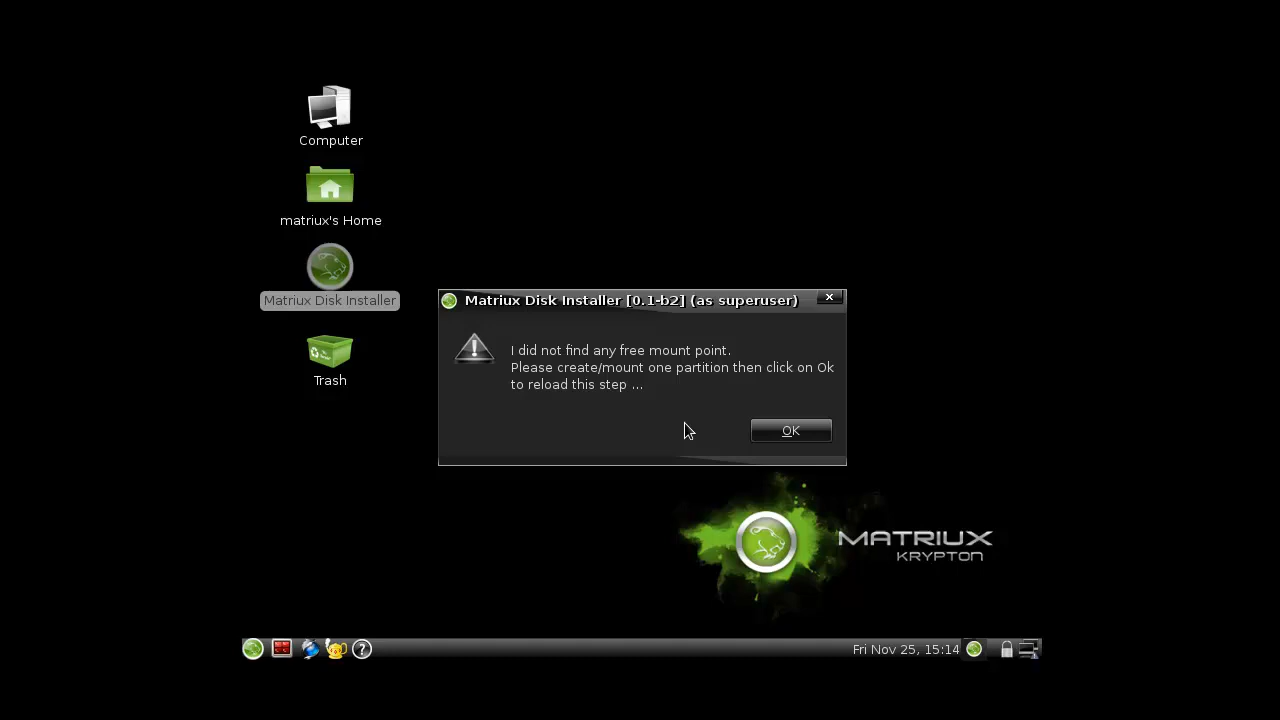 Computer
matriux's Home
Matriux Disk Installer
Trash
Matriux Disk Installer [0.1-b2] (as superuser)
I did not find any free mount point.
Please create/mount one partition then click on Ok
to reload this step ...
OK
MATRIUX
KRYPTON
Fri Nov 25, 15:14